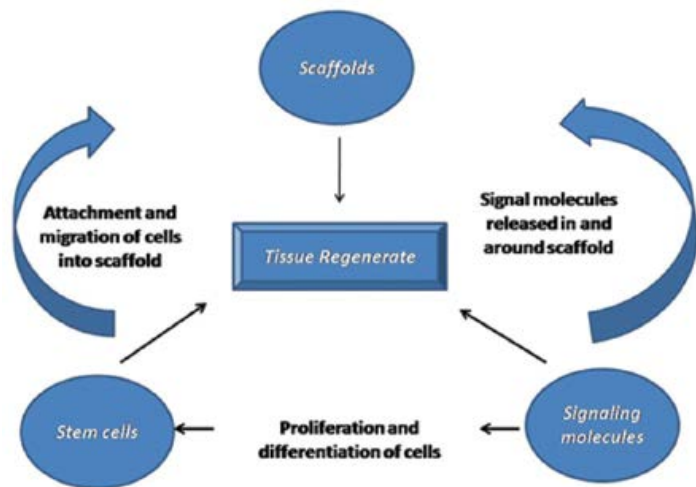 Scaffolds
Attachment and
migration of cells
into scaffold
Signal molecules
released in and
around scaffold
Tissue Regenerate
Stem cells
Proliferation and
differentiation of cells
Signaling
molecules